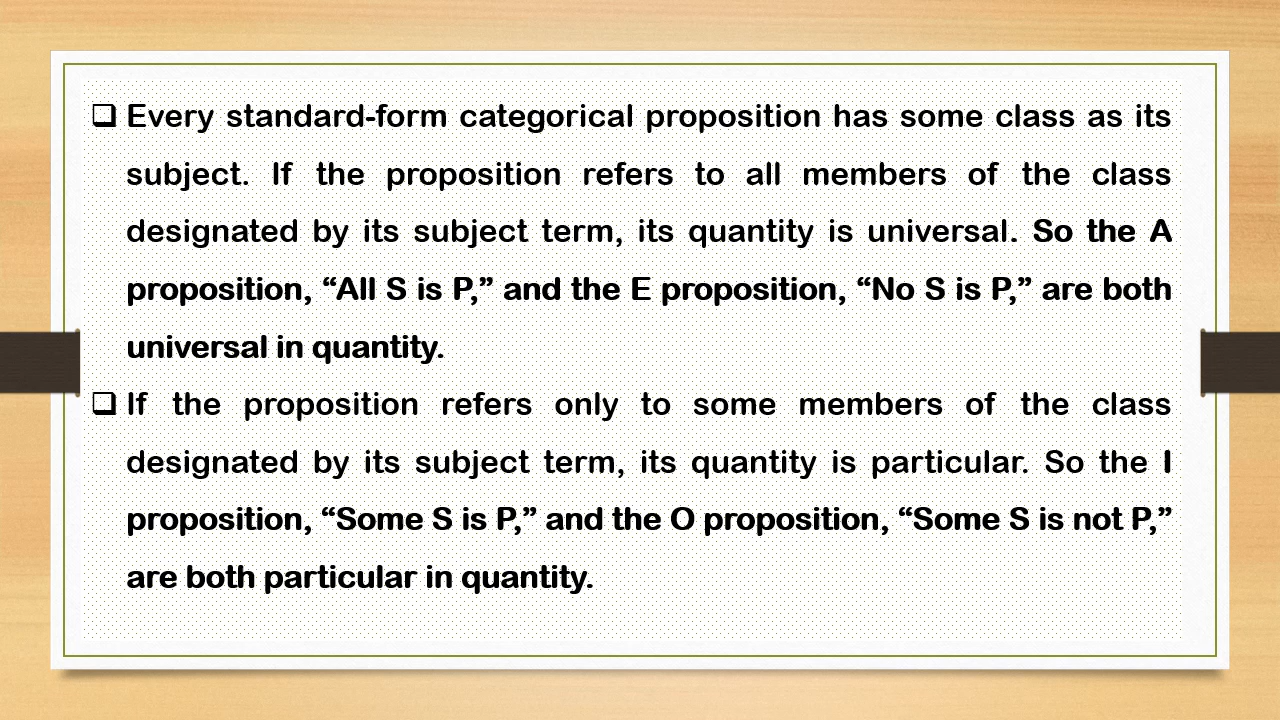 ❑ Every standard-form categorical proposition has some class as its
subject. If the proposition refers to all members of the class
designated by its subject term, its quantity is universal. So the A
proposition, “All S is P,” and the E proposition, “No S is P,” are both
universal in quantity.
❑ If the proposition refers only to some members of the class
designated by its subject term, its quantity is particular. So the I
proposition, “Some S is P,” and the O proposition, “Some S is not P,”
are both particular in quantity.